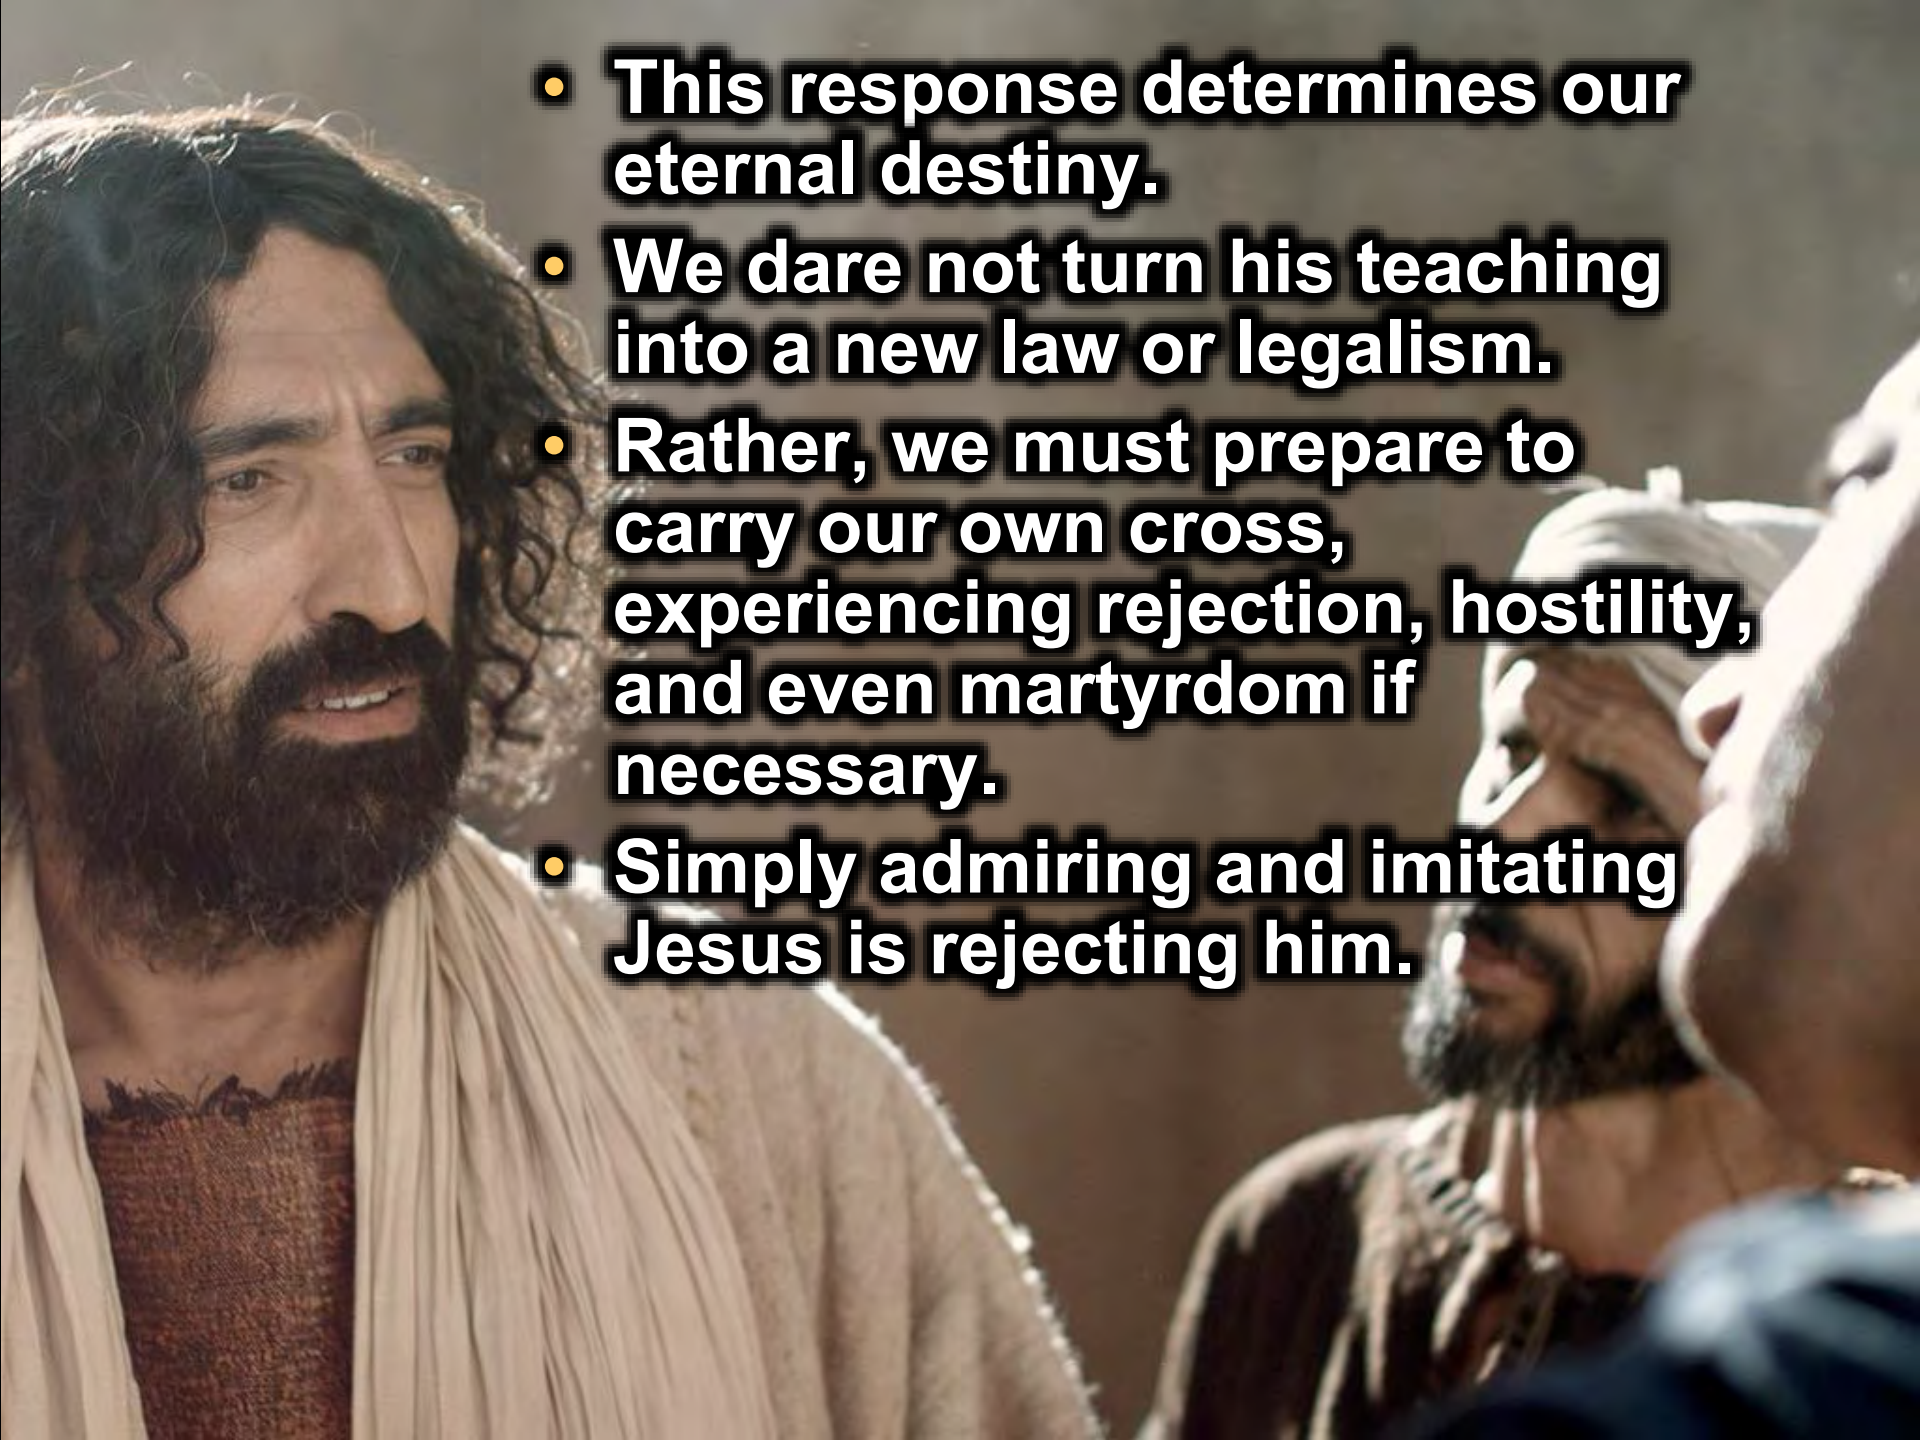 • This response determines our
eternal destiny.
• We dare not turn his teaching
into a new law or legalism.
• Rather, we must prepare to
carry our own cross,
experiencing rejection, hostility,
and even martyrdom if
necessary.
• Simply admiring and imitating
Jesus is rejecting him.